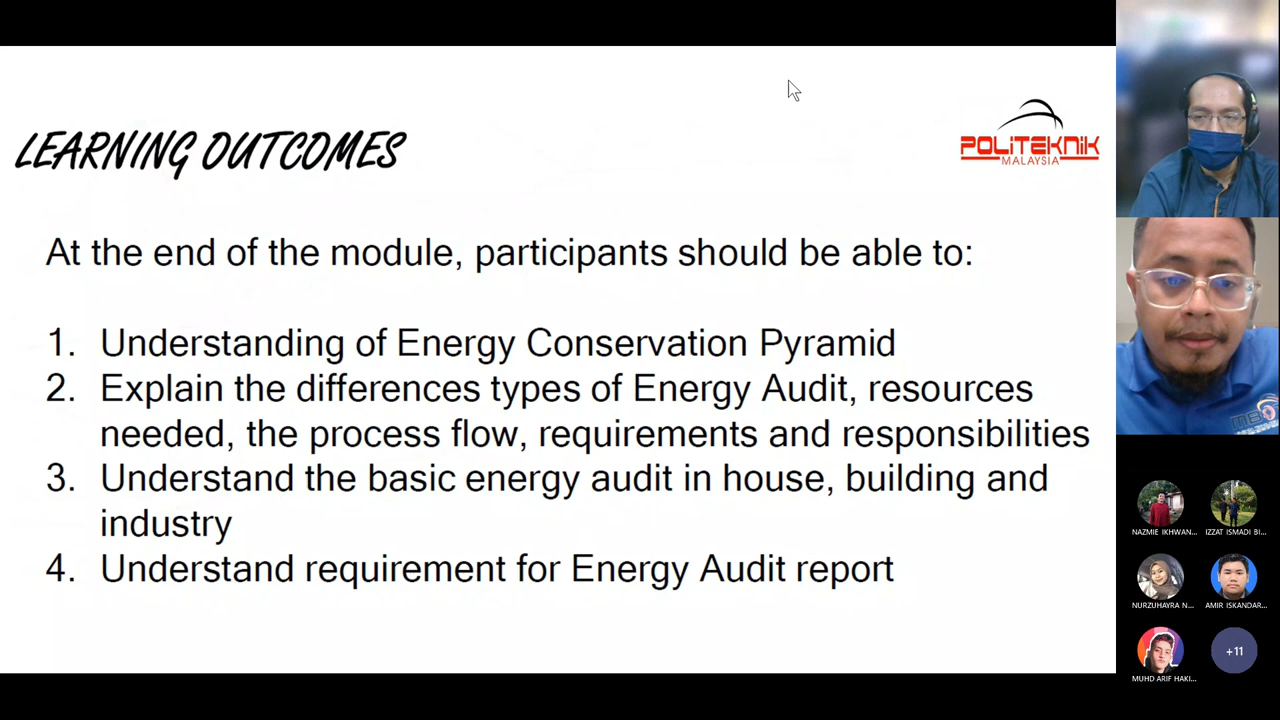 LEARNING OUTCOMES
POLITEKNIK
MALAYSIA
At the end of the module, participants should be able to:
1. Understanding of Energy Conservation Pyramid
2. Explain the differences types of Energy Audit, resources
needed, the process flow, requirements and responsibilities
3. Understand the basic energy audit in house, building and
industry
4. Understand requirement for Energy Audit report
NAZMIE IKHWAN...
IZZAT ISMADI BI...
NURZUHAYRA N...
AMIR ISKANDAR...
MUHD ARIF HAKI...
+11